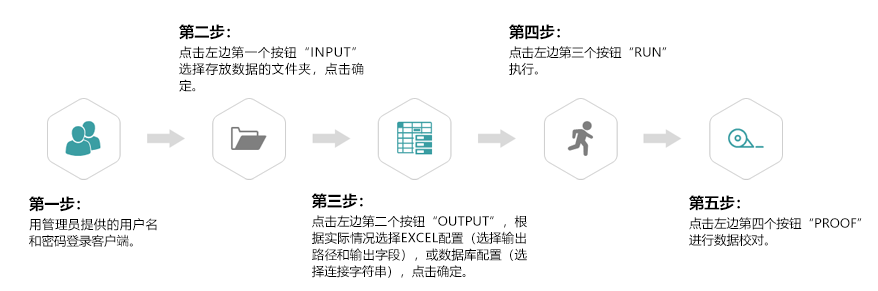 第一步：
用管理员提供的用户名
和密码登录客户端。
第二步：
点击左边第一个按钮“INPUT”
选择存放数据的文件夹，点击确
定。
第三步：
点击左边第二个按钮“OUTPUT”，根
据实际情况选择EXCEL配置（选择输出
路径和输出字段），或数据库配置（选
择连接字符串），点击确定。
第四步：
点击左边第三个按钮“RUN”
执行。
第五步：
点击左边第四个按钮“PROOF”
进行数据校对。